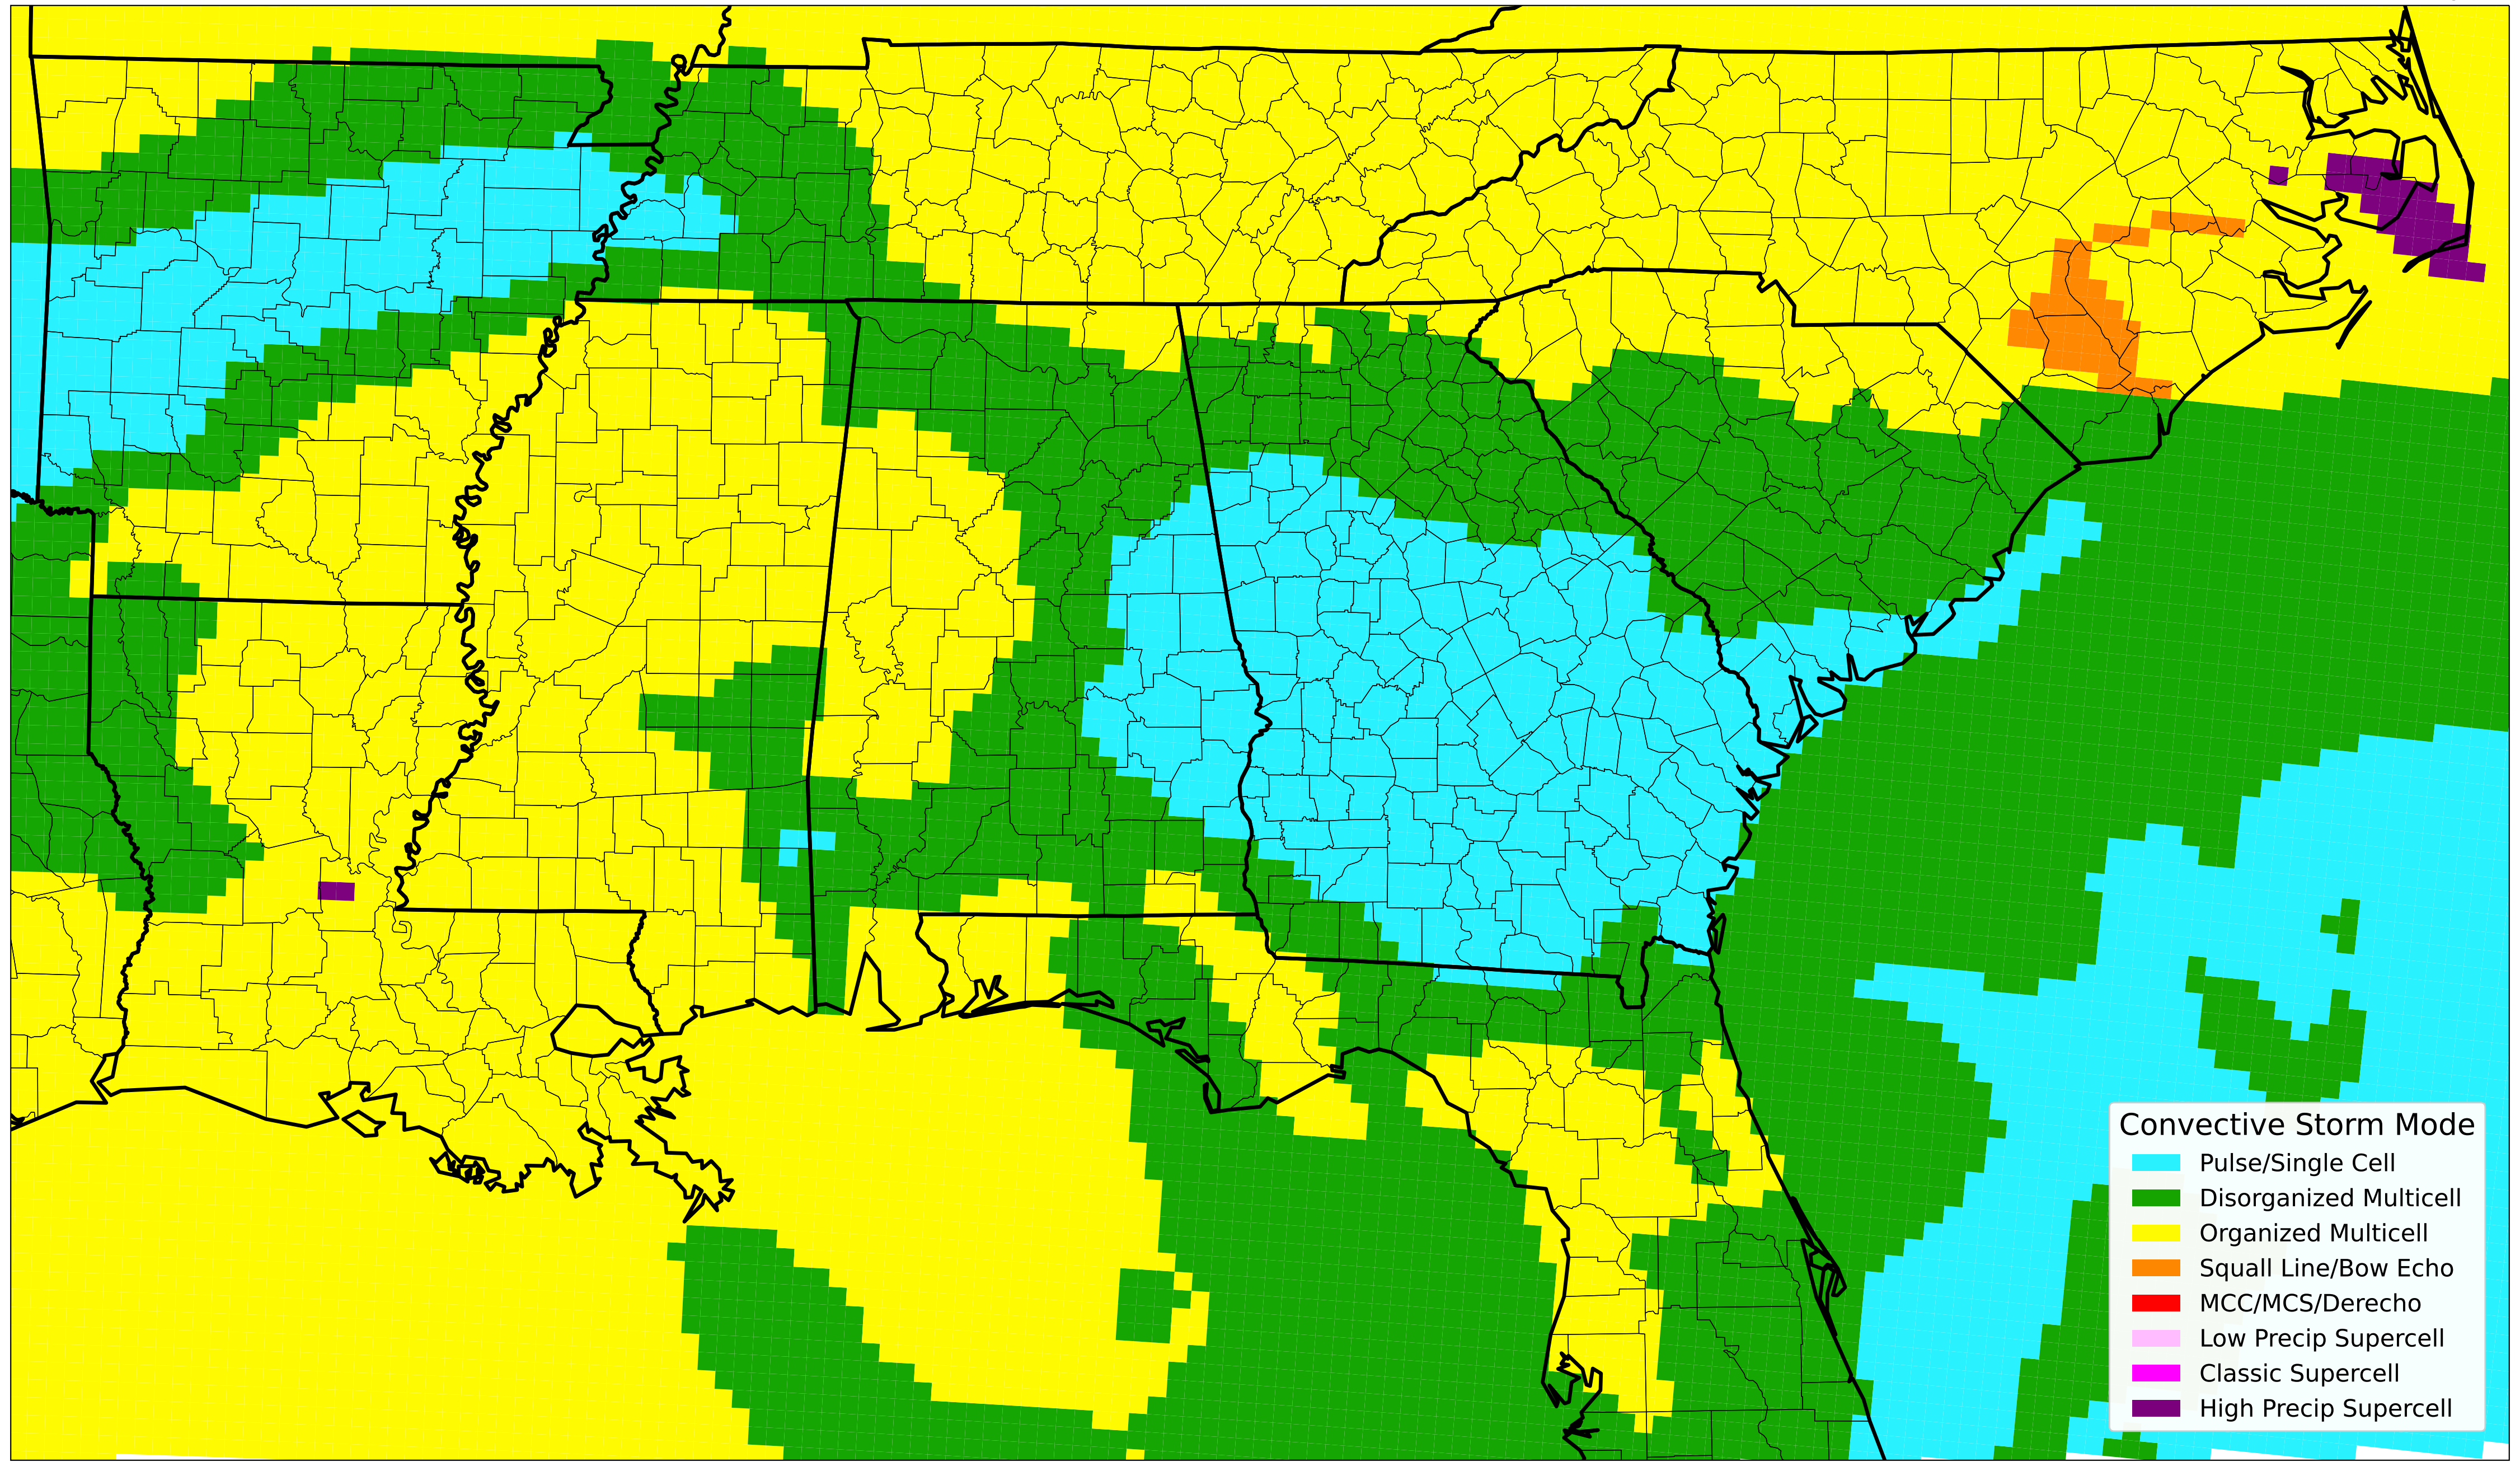 Convective Storm Mode
Pulse/Single Cell
Disorganized Multicell
Organized Multicell
Squall Line/Bow Echo
MCC/MCS/Derecho
Low Precip Supercell
Classic Supercell
High Precip Supercell